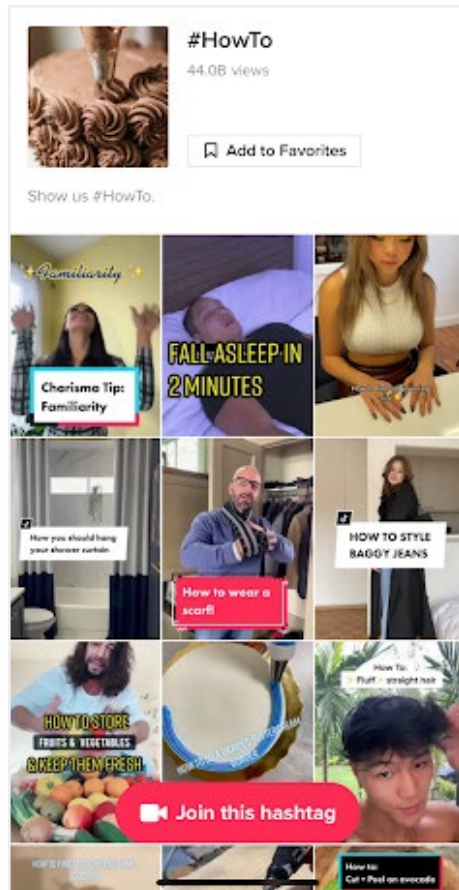 #HowTo
44.0B views
Add to Favorites
Show us #HowTo.
Familiarity
Charisma Tip:
Familiarity
FALL ASLEEP IN
2 MINUTES
How you should hang
your shower curtain
How to wear a
scarf!
HOW TO STYLE
BAGGY JEANS
HOW TO STORE
FRUITS & VEGETABLES
& KEEP THEM FRESH
How To:
Fluff straight hair
Join this hashtag
How to:
Cut + Peel an avocado